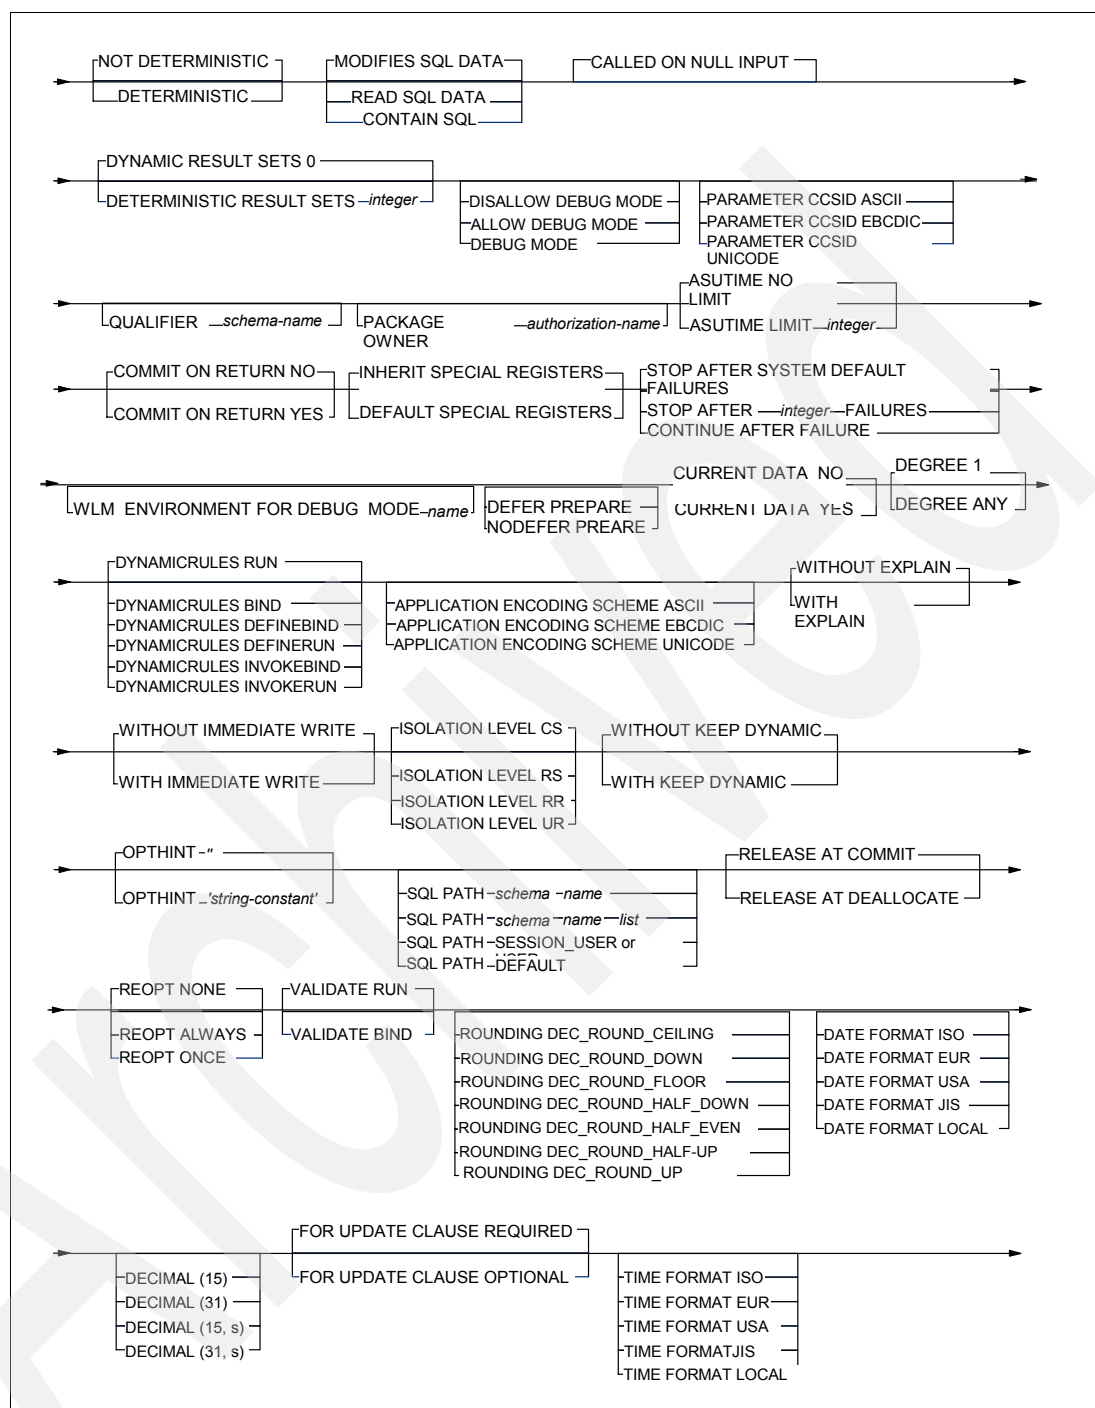 NOT DETERMINISTIC
DETERMINISTIC
MODIFIES SQL DATA
READ SQL DATA
CONTAIN SQL
CALLED ON NULL INPUT
DYNAMIC RESULT SETS 0
DETERMINISTIC RESULT SETS integer
DISALLOW DEBUG MODE
ALLOW DEBUG MODE
DEBUG MODE
PARAMETER CCSID ASCII
PARAMETER CCSID EBCDIC
PARAMETER CCSID
UNICODE
QUALIFIER schema-name
PACKAGE authorization-name
OWNER
ASUTIME NO
LIMIT
ASUTIME LIMIT integer
COMMIT ON RETURN NO
COMMIT ON RETURN YES
INHERIT SPECIAL REGISTERS
DEFAULT SPECIAL REGISTERS
STOP AFTER SYSTEM DEFAULT
FAILURES
STOP AFTER integer FAILURES
CONTINUE AFTER FAILURE
WLM ENVIRONMENT FOR DEBUG MODE name
DEFER PREPARE
NODEFER PREARE
CURRENT DATA NO
CURRENT DATA YES
DEGREE 1
DEGREE ANY
DYNAMICRULES RUN
DYNAMICRULES BIND
DYNAMICRULES DEFINEBIND
DYNAMICRULES DEFINERUN
DYNAMICRULES INVOKEBIND
DYNAMICRULES INVOKERUN
APPLICATION ENCODING SCHEME ASCII
APPLICATION ENCODING SCHEME EBCDIC
APPLICATION ENCODING SCHEME UNICODE
WITHOUT EXPLAIN
WITH
EXPLAIN
WITHOUT IMMEDIATE WRITE
WITH IMMEDIATE WRITE
ISOLATION LEVEL CS
ISOLATION LEVEL RS
ISOLATION LEVEL RR
ISOLATION LEVEL UR
WITHOUT KEEP DYNAMIC
WITH KEEP DYNAMIC
OPTHINT "
OPTHINT 'string-constant'
SQL PATH schema name
SQL PATH schema name list
SQL PATH SESSION_USER or
USER
SQL PATH DEFAULT
RELEASE AT COMMIT
RELEASE AT DEALLOCATE
REOPT NONE
REOPT ALWAYS
REOPT ONCE
VALIDATE RUN
VALIDATE BIND
ROUNDING DEC_ROUND_CEILING
ROUNDING DEC_ROUND_DOWN
ROUNDING DEC_ROUND_FLOOR
ROUNDING DEC_ROUND_HALF_DOWN
ROUNDING DEC_ROUND_HALF_EVEN
ROUNDING DEC_ROUND_HALF-UP
ROUNDING DEC_ROUND_UP
DATE FORMAT ISO
DATE FORMAT EUR
DATE FORMAT USA
DATE FORMAT JIS
DATE FORMAT LOCAL
DECIMAL (15)
DECIMAL (31)
DECIMAL (15, s)
DECIMAL (31, s)
FOR UPDATE CLAUSE REQUIRED
FOR UPDATE CLAUSE OPTIONAL
TIME FORMAT ISO
TIME FORMAT EUR
TIME FORMAT USA
TIME FORMATJIS
TIME FORMAT LOCAL
Archived